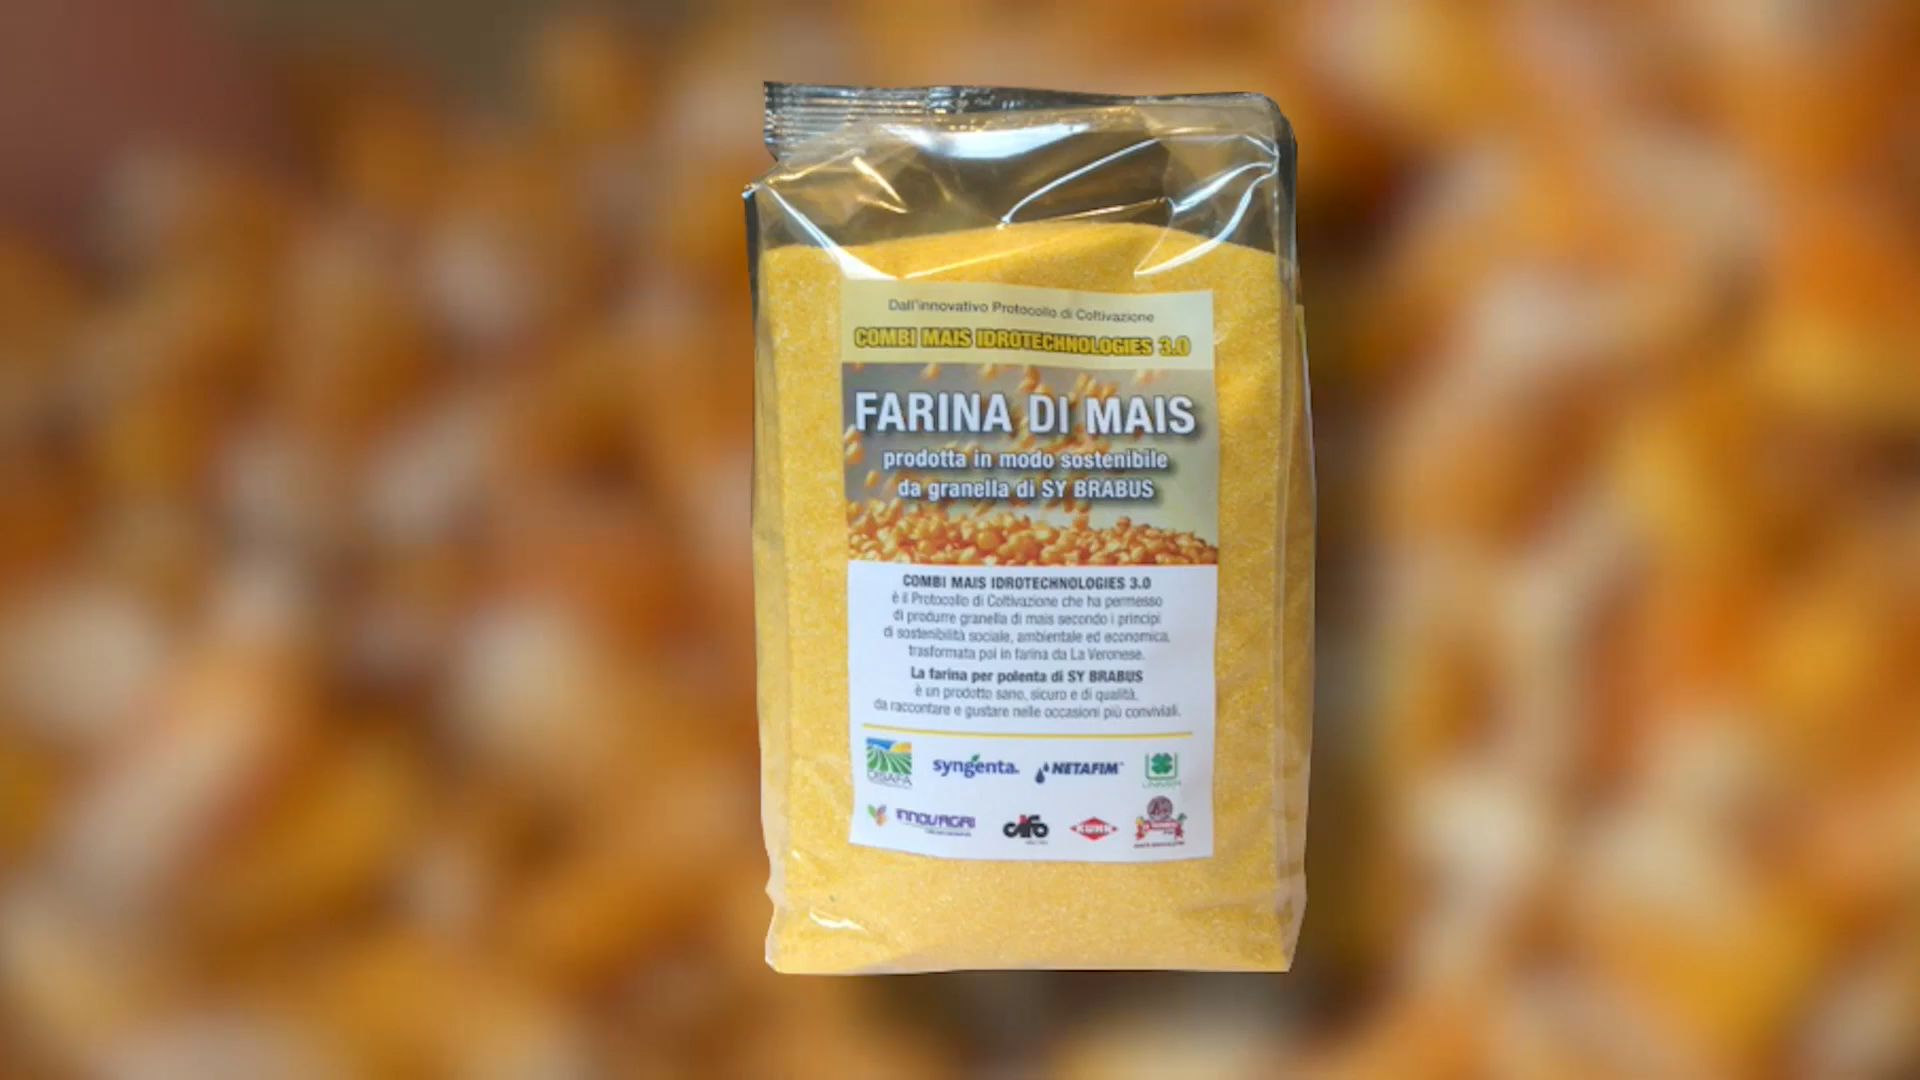 Dall'innovativo Protocollo di Coltivazione
COMBI MAIS IDROTECHNOLOGIES 3.0
FARINA DI MAIS
prodotta in modo sostenibile
da granella di SY BRABUS
COMBI MAIS IDROTECHNOLOGIES 3.0
è il Protocollo di Coltivazione che ha permesso
di produrre granella di mais secondo i principi
di sostenibilità sociale, ambientale ed economica,
trasformata poi in farina da La Veronese.
La farina per polenta di SY BRABUS
è un prodotto sano, sicuro e di qualità,
da raccontare e gustare nelle occasioni più conviviali.
DISAFA syngenta. NETAFIM™
INNOVAGRI cifo KUHN